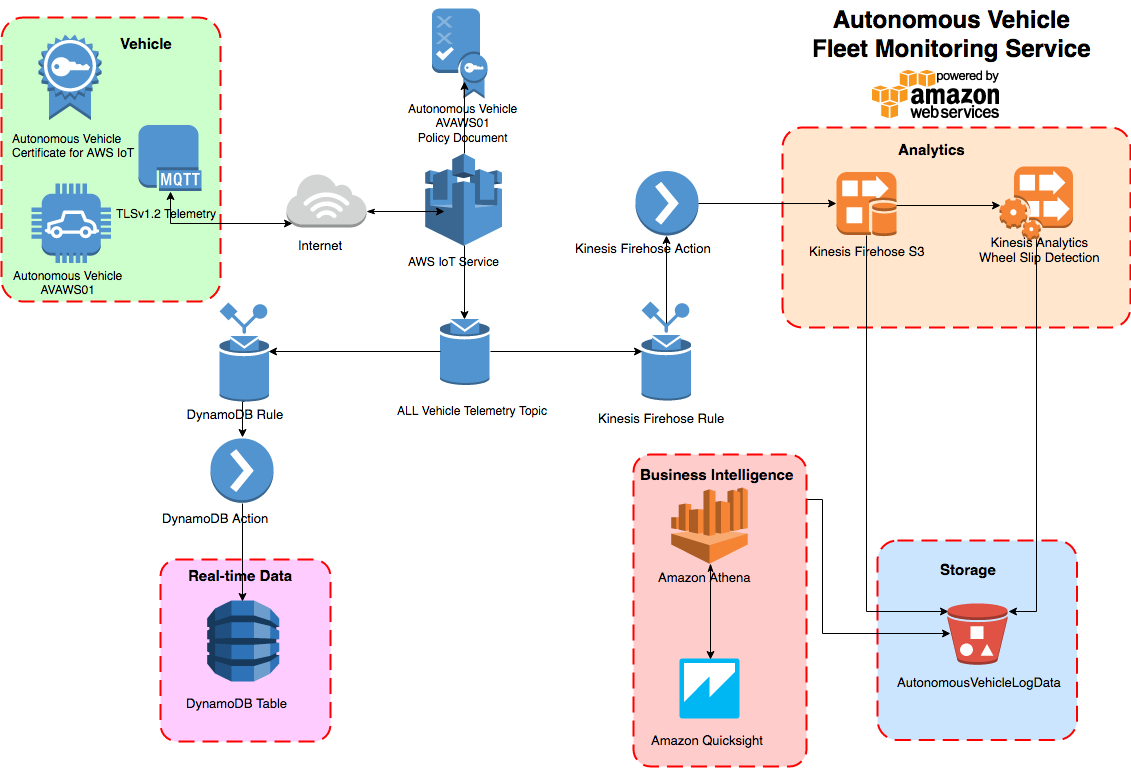 Autonomous Vehicle
Fleet Monitoring Service
powered by
amazon
web services
Vehicle
Autonomous Vehicle
Certificate for AWS IoT
MQTT
TLSv1.2 Telemetry
Autonomous Vehicle
AVAWS01
Internet
Autonomous Vehicle
AVAWS01
Policy Document
AWS IoT Service
Kinesis Firehose Action
Analytics
Kinesis Firehose S3
Kinesis Analytics
Wheel Slip Detection
DynamoDB Rule
ALL Vehicle Telemetry Topic
Kinesis Firehose Rule
DynamoDB Action
Real-time Data
DynamoDB Table
Business Intelligence
Amazon Athena
Amazon Quicksight
Storage
AutonomousVehicleLogData